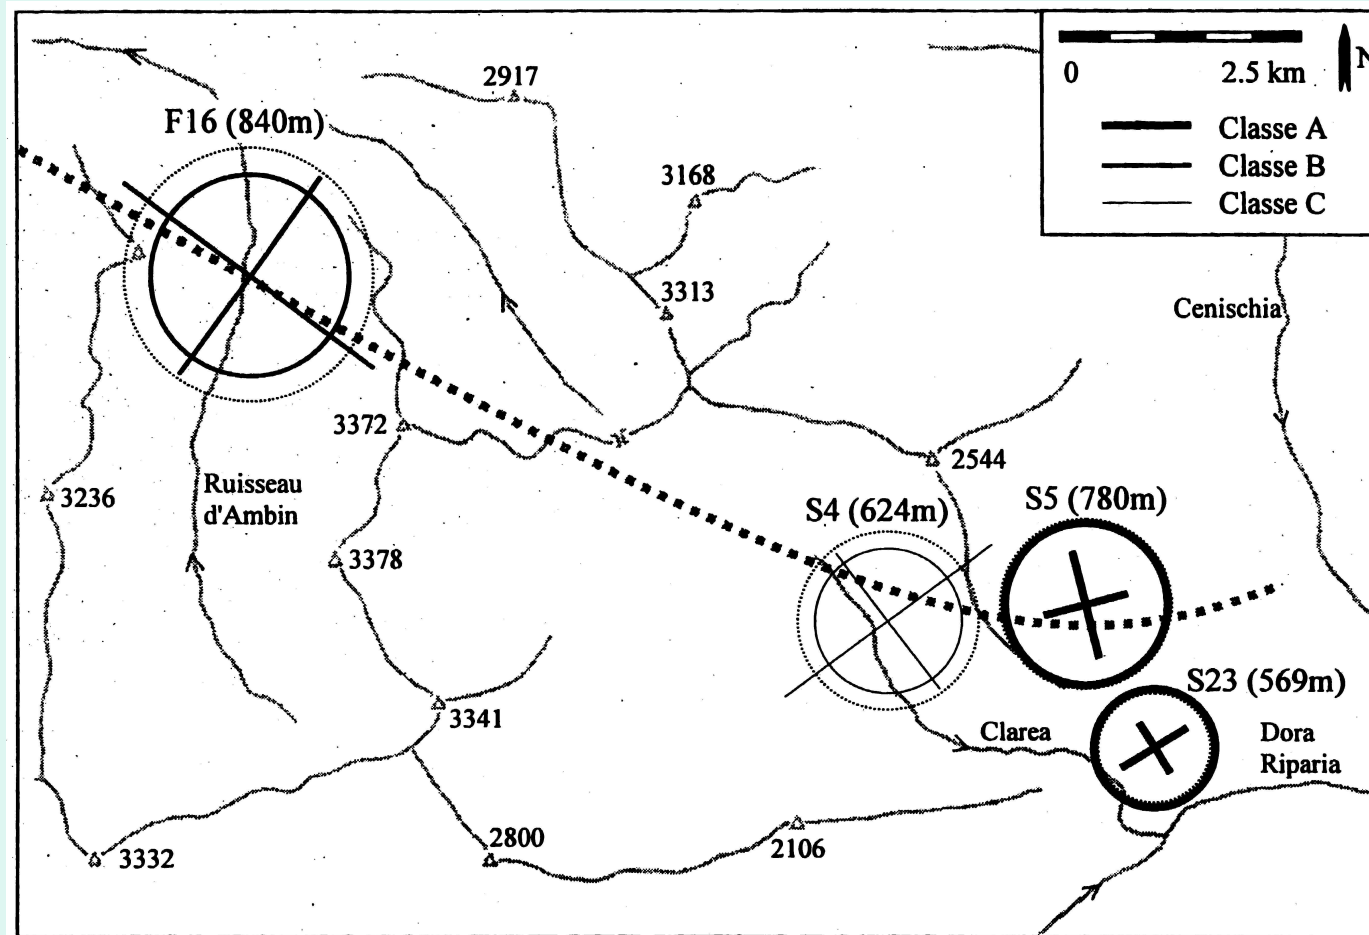 0 2.5 km N
Classe A
Classe B
Classe C
2917
F16 (840m)
3168
3313
Cenischia
3372
2544
3236
Ruisseau
d'Ambin
S4 (624m)
S5 (780m)
3378
S23 (569m)
3341
Clarea
Dora
Riparia
2800
2106
3332